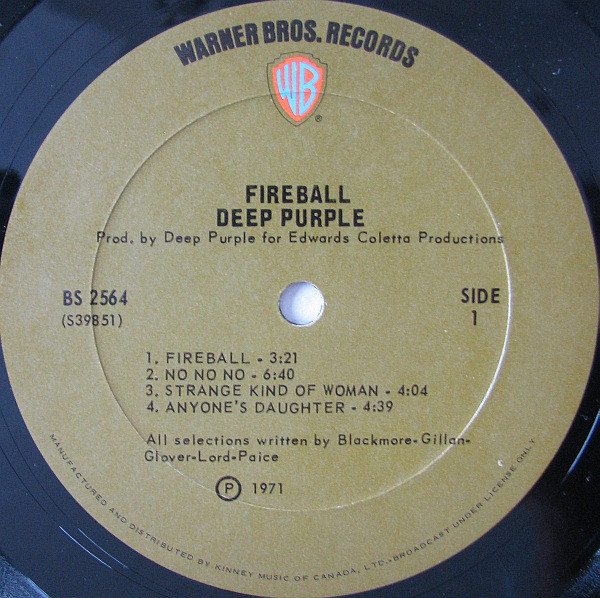 WARNER BROS. RECORDS
WB
®
FIREBALL
DEEP PURPLE
Prod. by Deep Purple for Edwards Coletta Productions
BS 2564
(S39851)
SIDE
1
1. FIREBALL - 3:21
2. NO NO NO - 6:40
3. STRANGE KIND OF WOMAN - 4:04
4. ANYONE'S DAUGHTER - 4:39
All selections written by Blackmore-Gillan-
Glover-Lord-Paice
Ⓟ 1971
MANUFACTURED AND DISTRIBUTED BY KINNEY MUSIC OF CANADA, LTD.•BROADCAST UNDER LICENSE ONLY